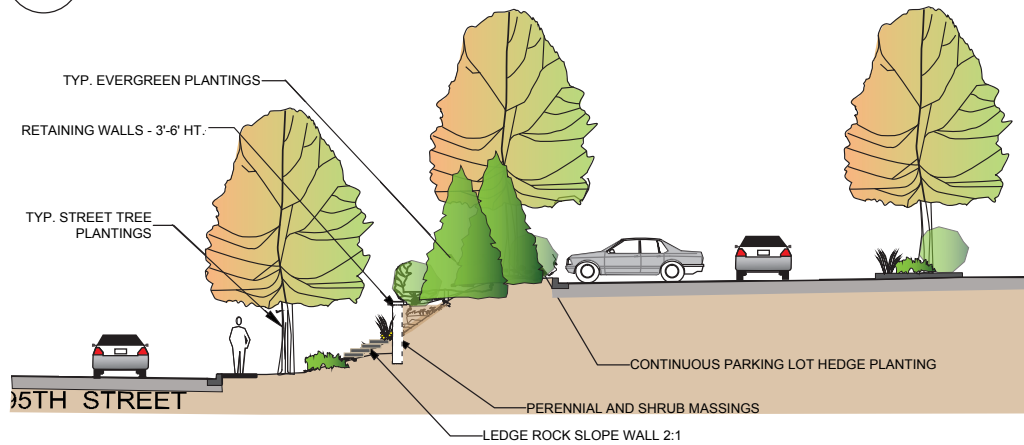 TYP. EVERGREEN PLANTINGS
RETAINING WALLS - 3'-6' HT.
TYP. STREET TREE
PLANTINGS
CONTINUOUS PARKING LOT HEDGE PLANTING
95TH STREET
PERENNIAL AND SHRUB MASSINGS
LEDGE ROCK SLOPE WALL 2:1